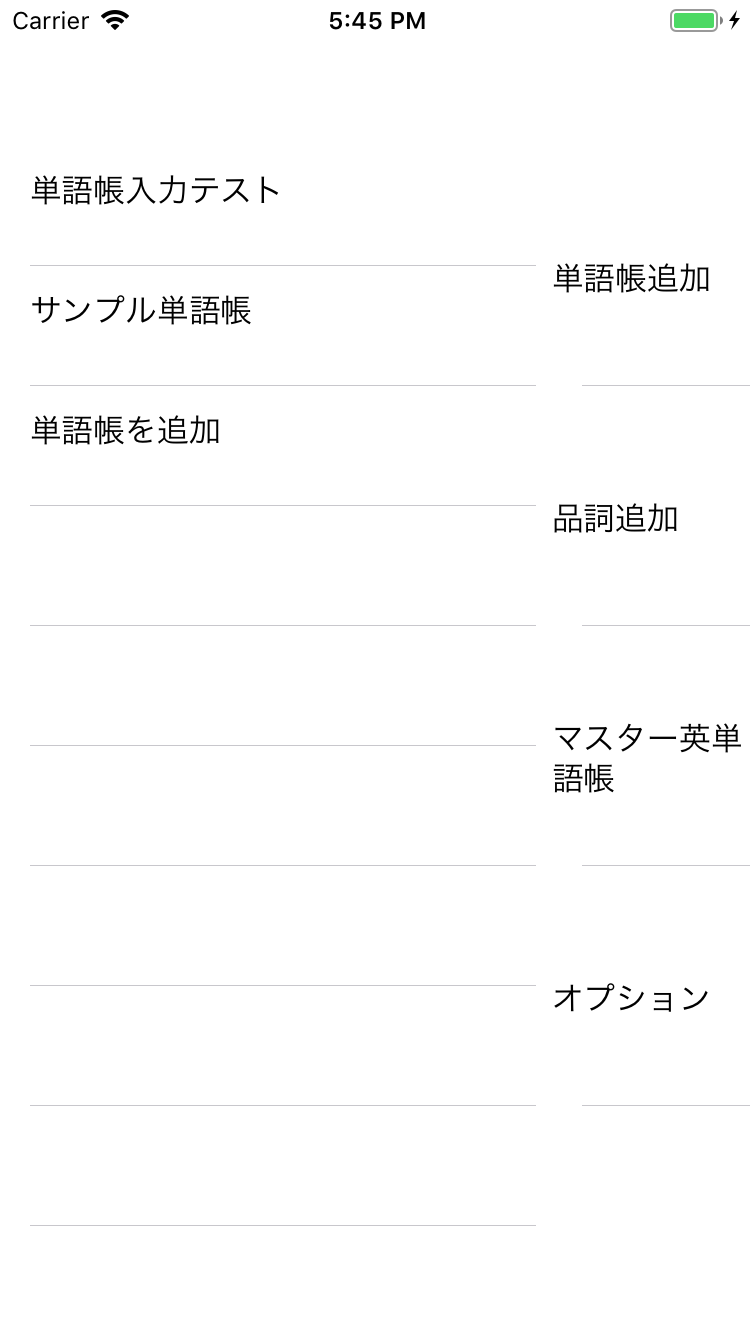 Carrier 5:45 PM
単語帳入力テスト
サンプル単語帳
単語帳を追加
単語帳追加
品詞追加
マスター英単
語帳
オプション